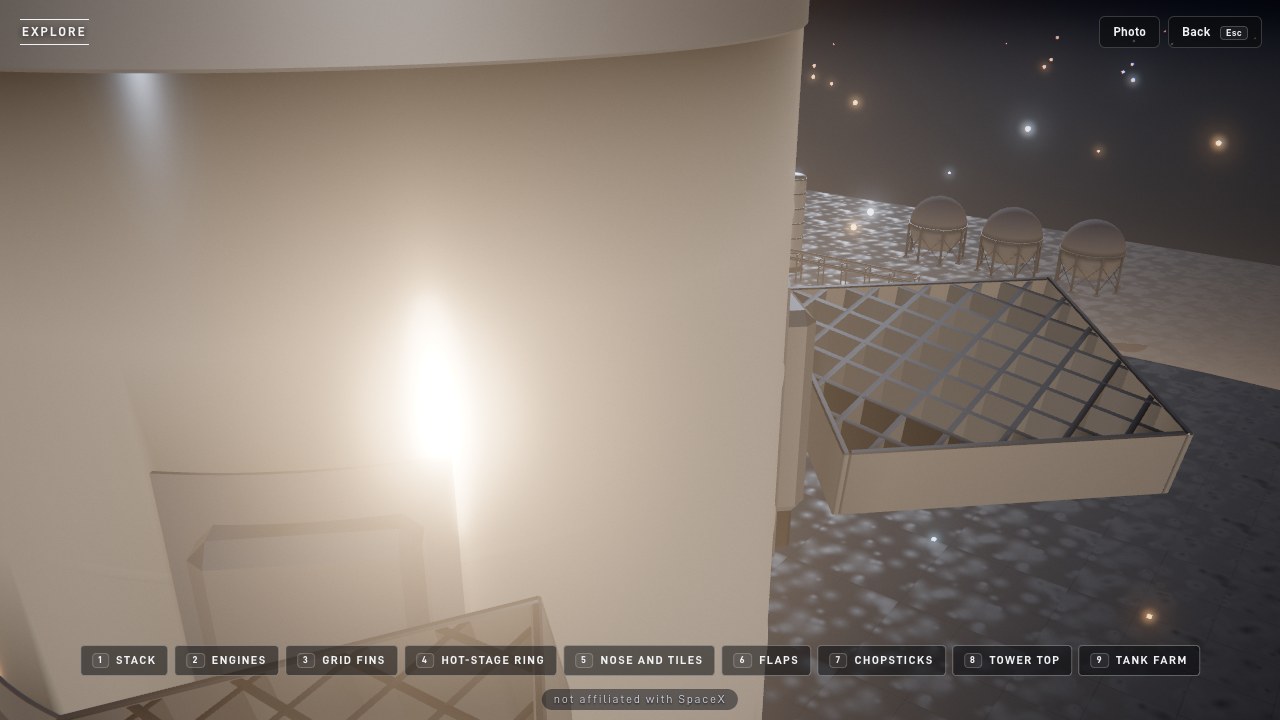 EXPLORE
Photo
Back Esc
1 STACK
2 ENGINES
3 GRID FINS
4 HOT-STAGE RING
5 NOSE AND TILES
6 FLAPS
7 CHOPSTICKS
8 TOWER TOP
9 TANK FARM
not affiliated with SpaceX